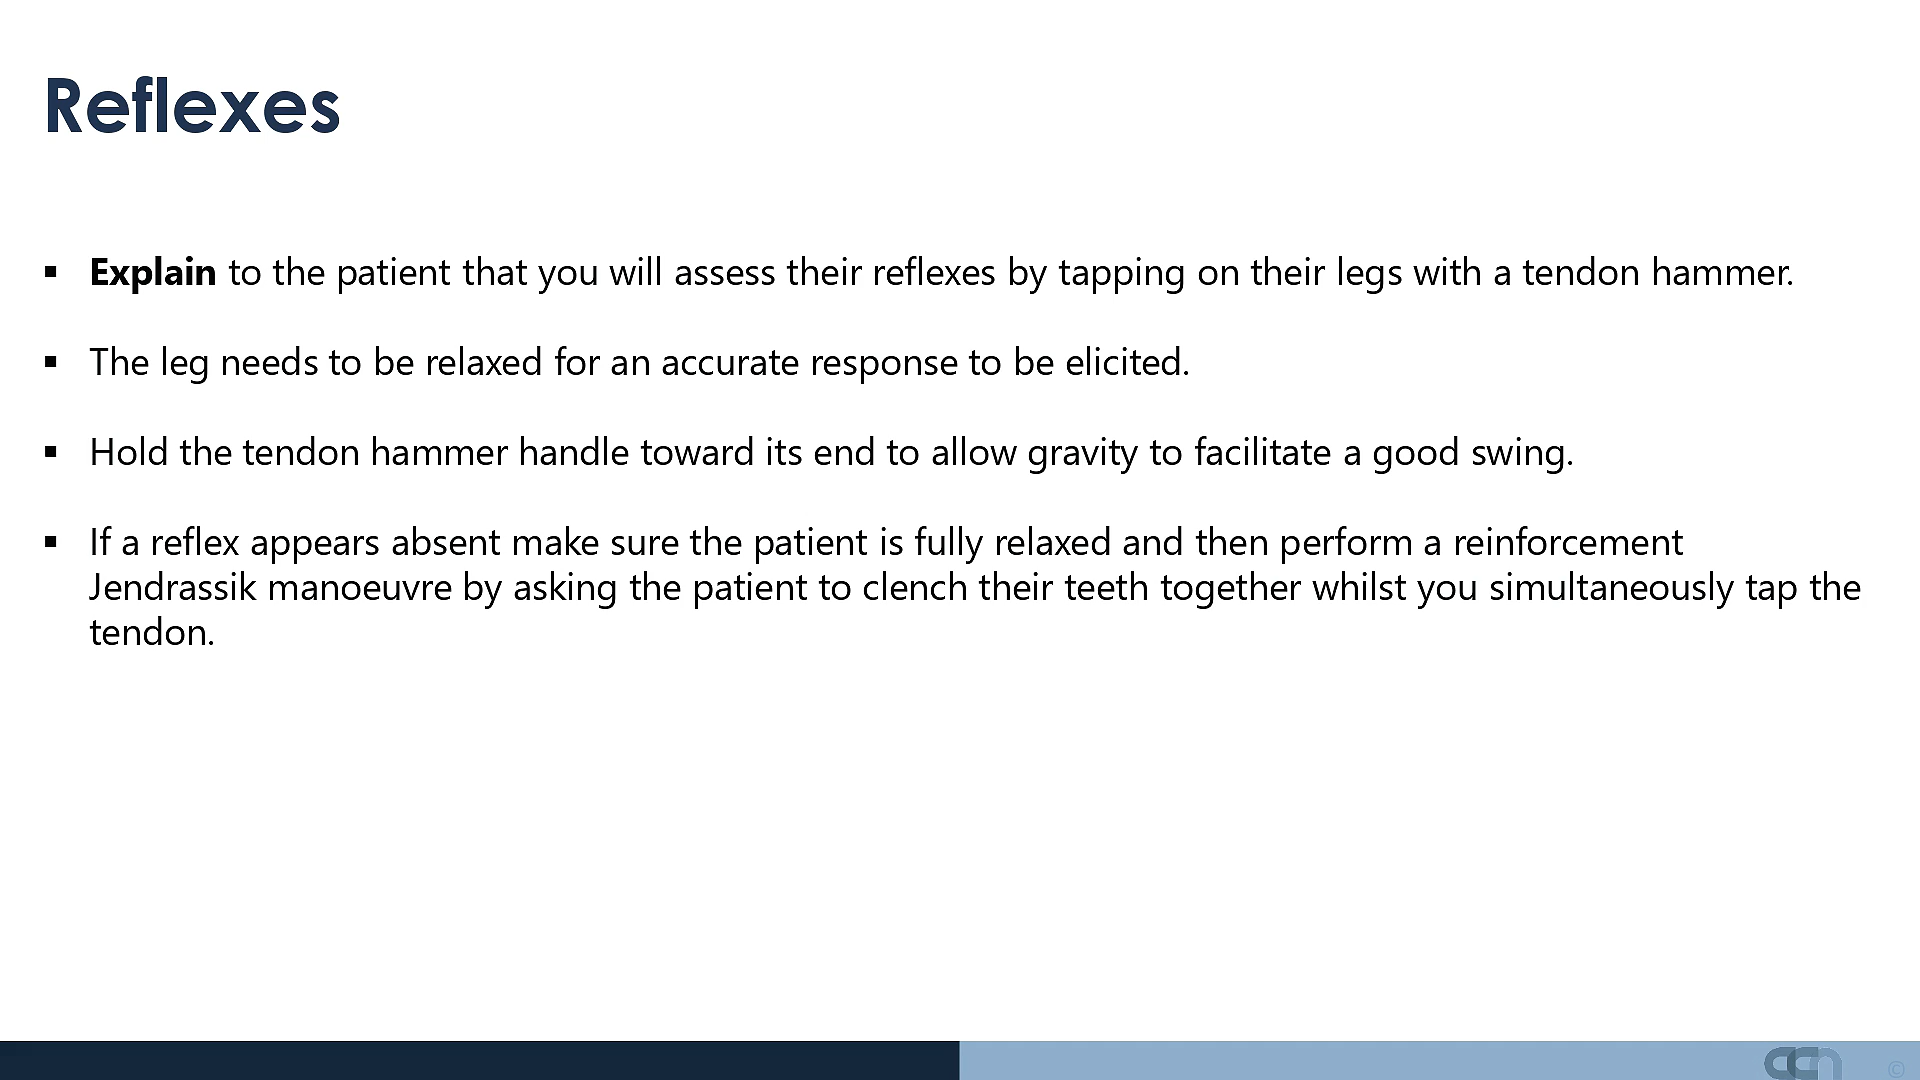 Reflexes
▪ Explain to the patient that you will assess their reflexes by tapping on their legs with a tendon hammer.
▪ The leg needs to be relaxed for an accurate response to be elicited.
▪ Hold the tendon hammer handle toward its end to allow gravity to facilitate a good swing.
▪ If a reflex appears absent make sure the patient is fully relaxed and then perform a reinforcement
Jendrassik manoeuvre by asking the patient to clench their teeth together whilst you simultaneously tap the
tendon.
©